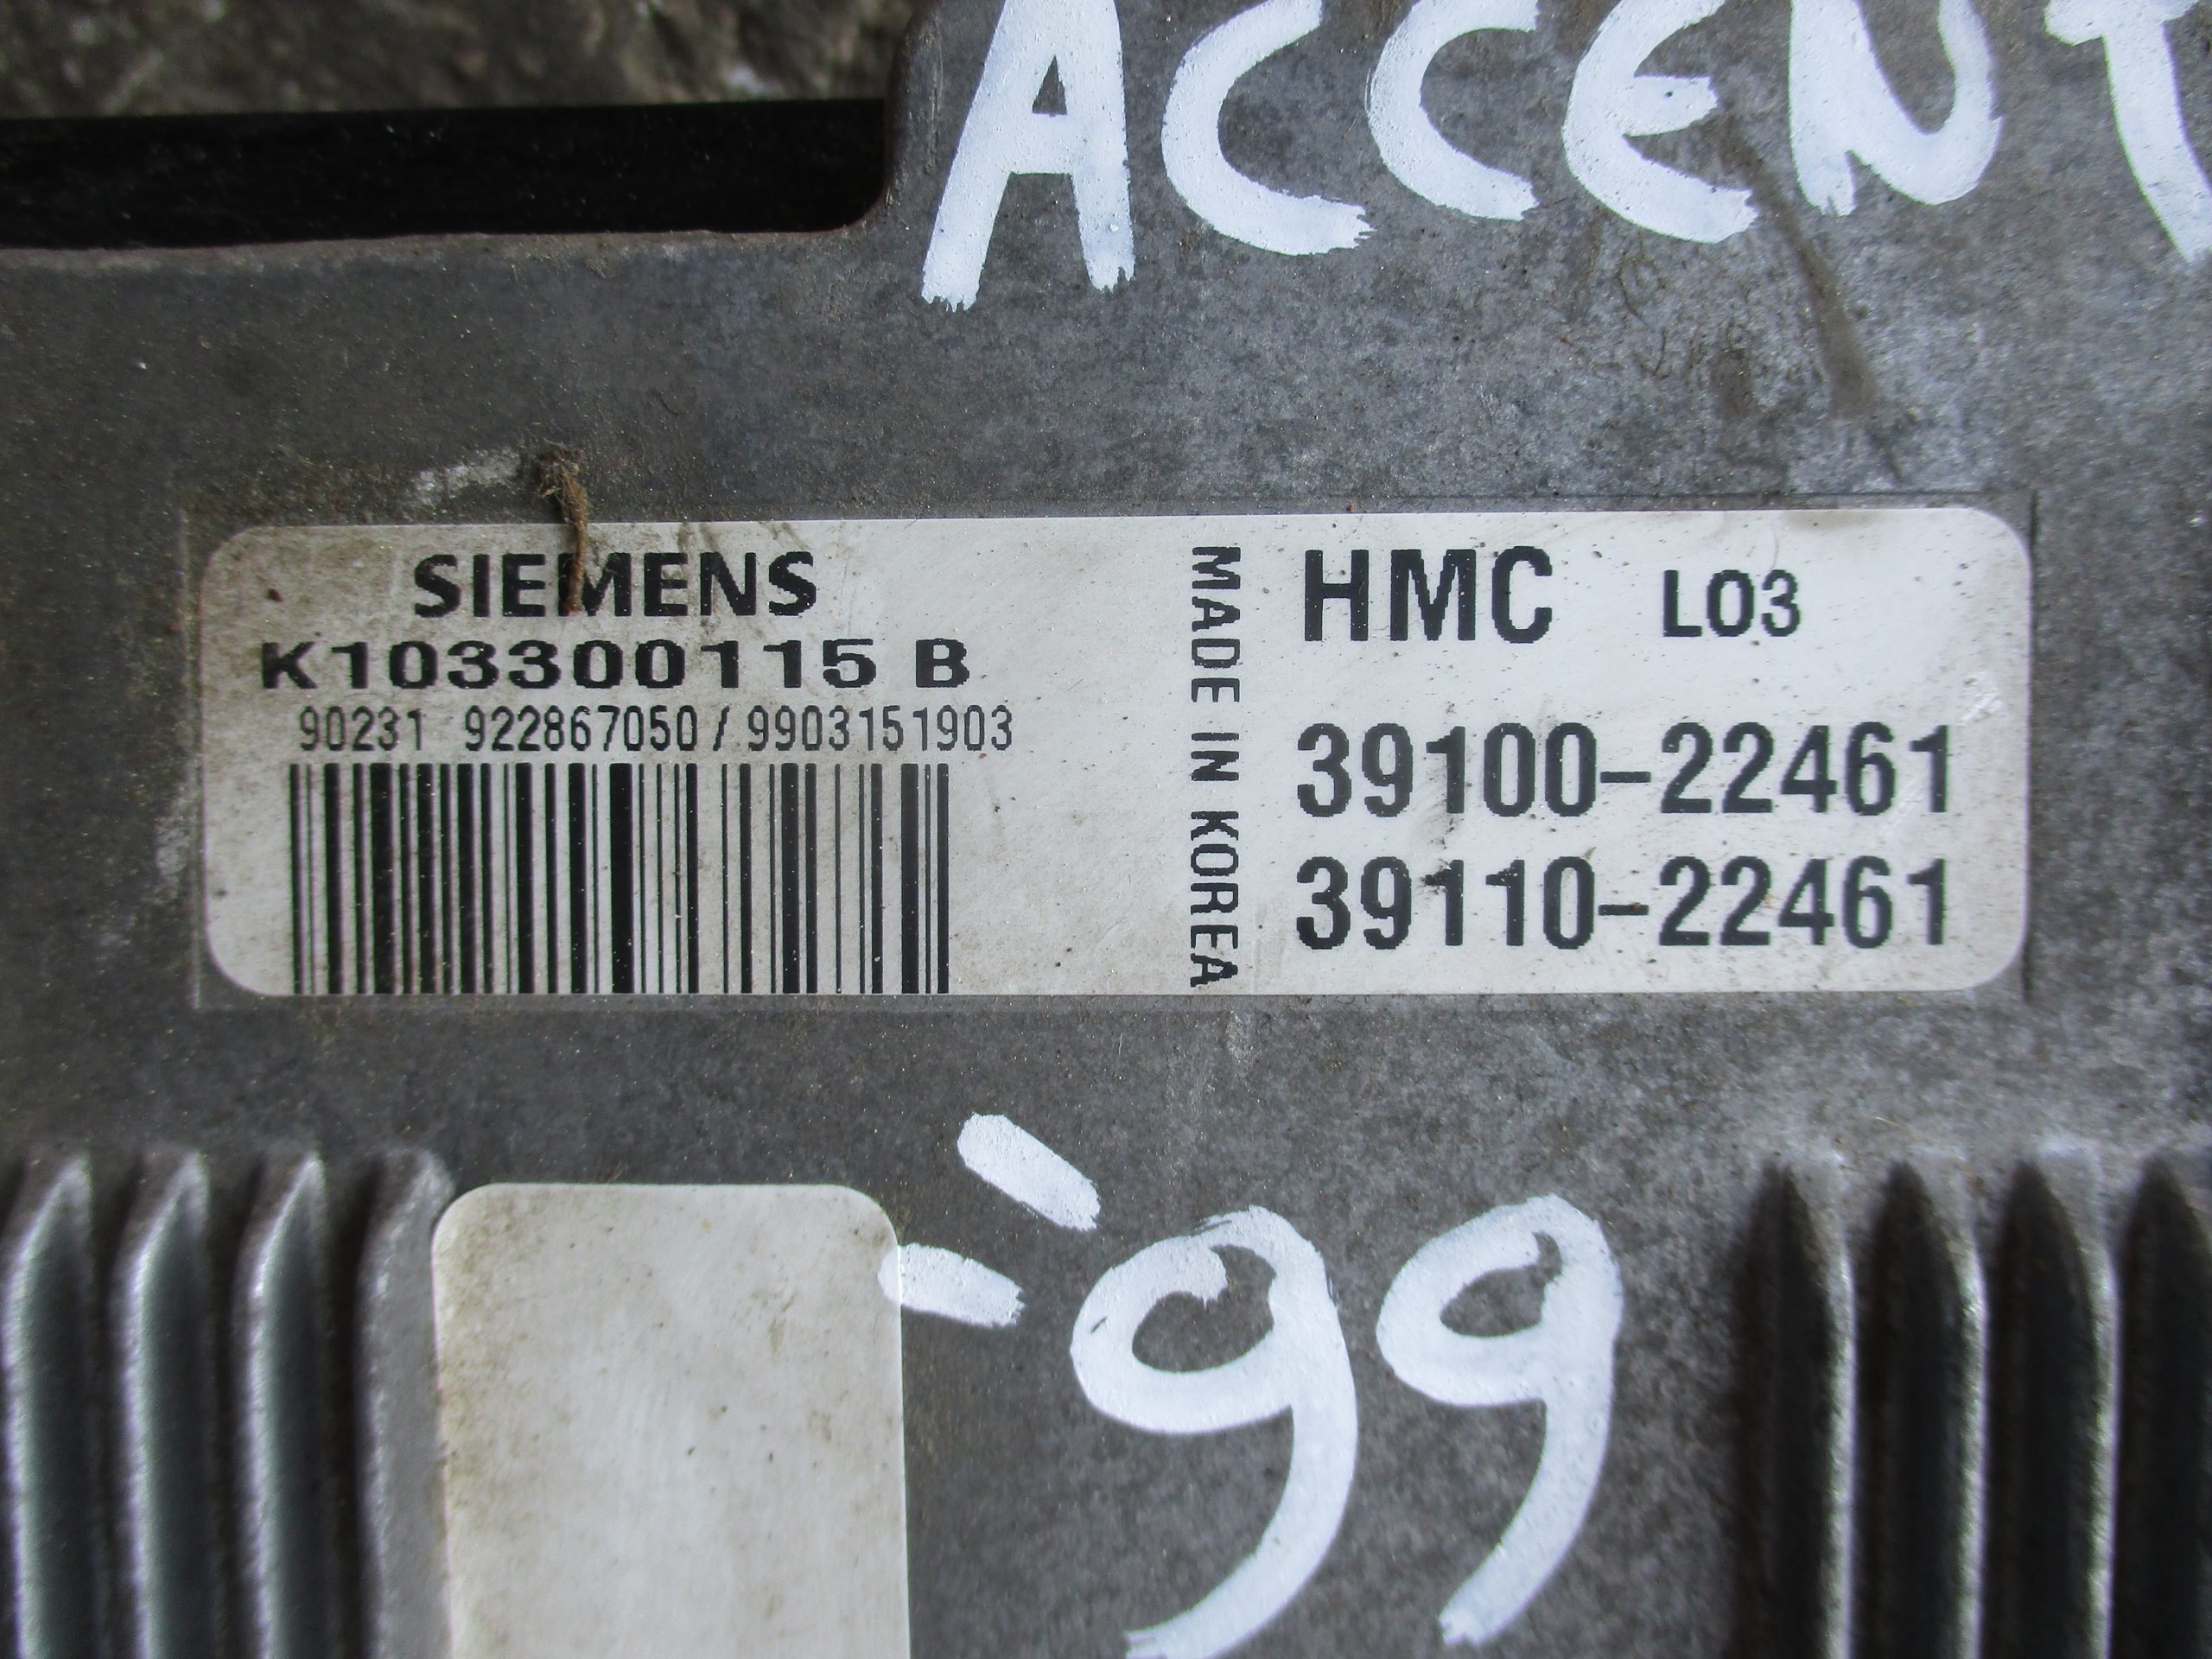 ACCENT
SIEMENS
K103300115 B
90231 922867050 / 9903151903
MADE IN KOREA
HMC L03
39100-22461
39110-22461
"99